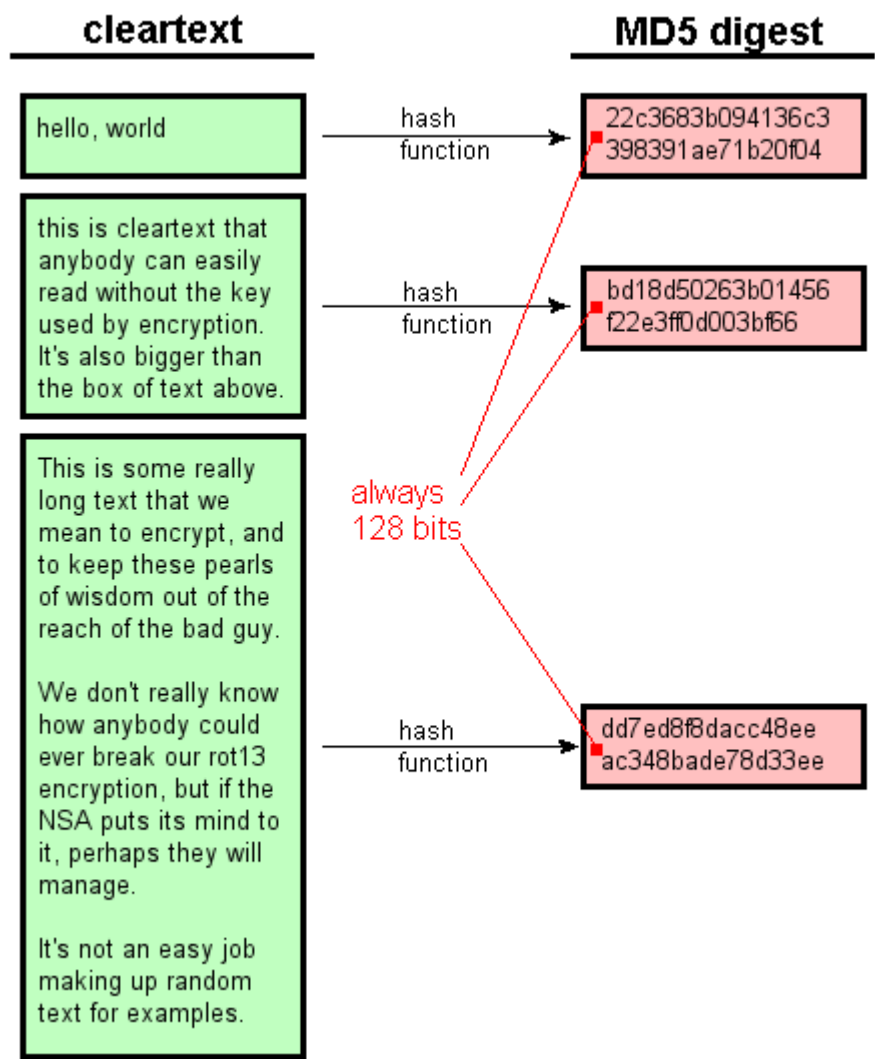 cleartext
MD5 digest
hello, world
hash
function
22c3683b094136c3
398391ae71b20f04
this is cleartext that
anybody can easily
read without the key
used by encryption.
It's also bigger than
the box of text above.
hash
function
bd18d50263b01456
f22e3ff0d003bf66
always
128 bits
This is some really
long text that we
mean to encrypt, and
to keep these pearls
of wisdom out of the
reach of the bad guy.
We don't really know
how anybody could
ever break our rot13
encryption, but if the
NSA puts its mind to
it, perhaps they will
manage.
It's not an easy job
making up random
text for examples.
hash
function
dd7ed8f8dacc48ee
ac348bade78d33ee